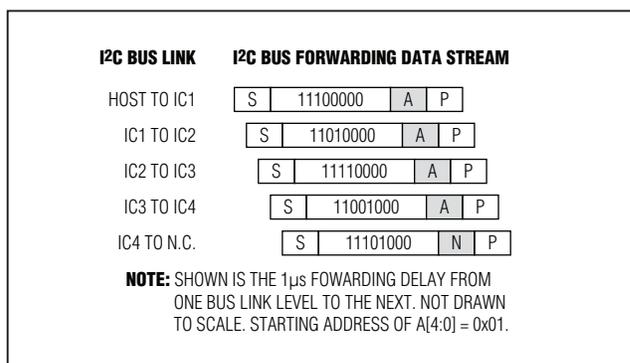 I²C BUS LINK I²C BUS FORWARDING DATA STREAM
HOST TO IC1 S 11100000 A P
IC1 TO IC2 S 11010000 A P
IC2 TO IC3 S 11110000 A P
IC3 TO IC4 S 11001000 A P
IC4 TO N.C. S 11101000 N P
NOTE: SHOWN IS THE 1µs FOWARDING DELAY FROM
ONE BUS LINK LEVEL TO THE NEXT. NOT DRAWN
TO SCALE. STARTING ADDRESS OF A[4:0] = 0x01.